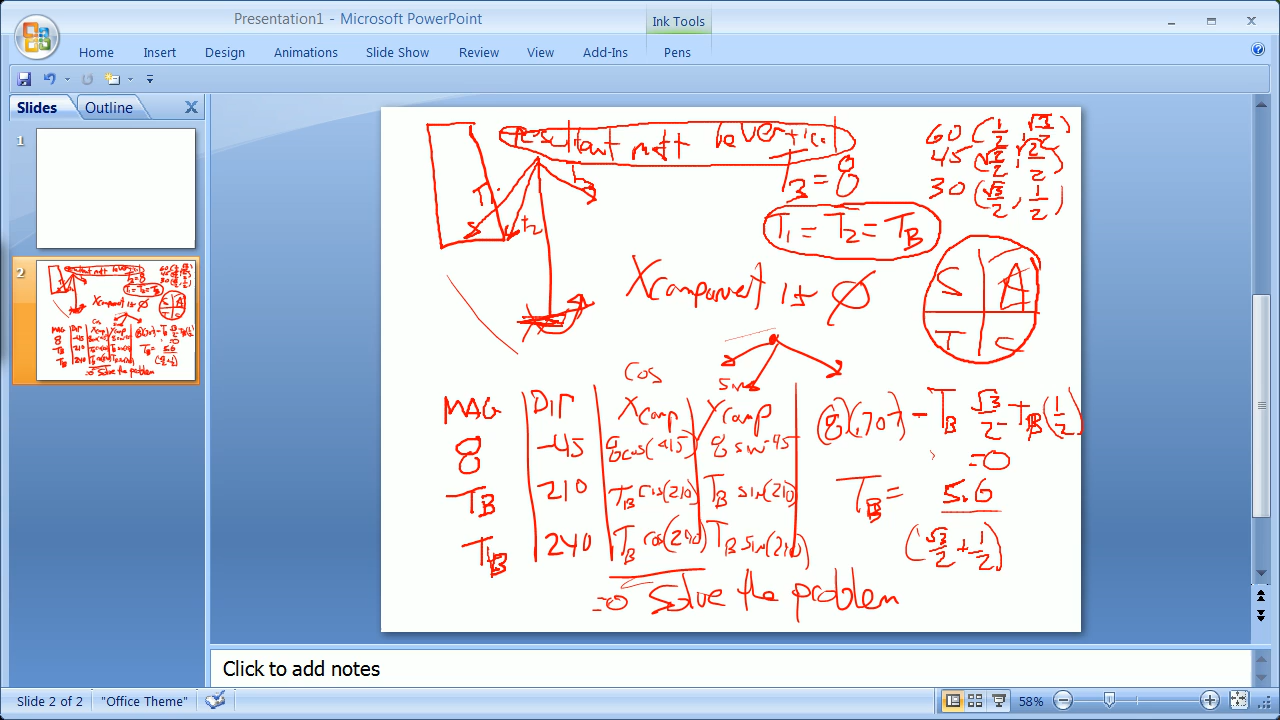 Presentation1 - Microsoft PowerPoint
Ink Tools
Home Insert Design Animations Slide Show Review View Add-Ins Pens
Slides Outline
1
2
resultant must be vertical
T1
t2
T3 = 8
T1 = T2 = TB
60 (1/2, √3/2)
45 (√2/2, √2/2)
30 (√3/2, 1/2)
X component is 0
S A
T C
cos
sin
MAG DIr Xcomp Ycomp
8 -45 8cos(-45) 8 sin-45
TB 210 TB cos(210) TB sin(210)
TB 240 TB cos(240) TB sin(240)
=0 Solve the problem
(8)(.707) - TB √3/2 - TB(1/2)
=0
TB = 5.6
(√3/2 + 1/2)
Click to add notes
Slide 2 of 2 "Office Theme" 58%